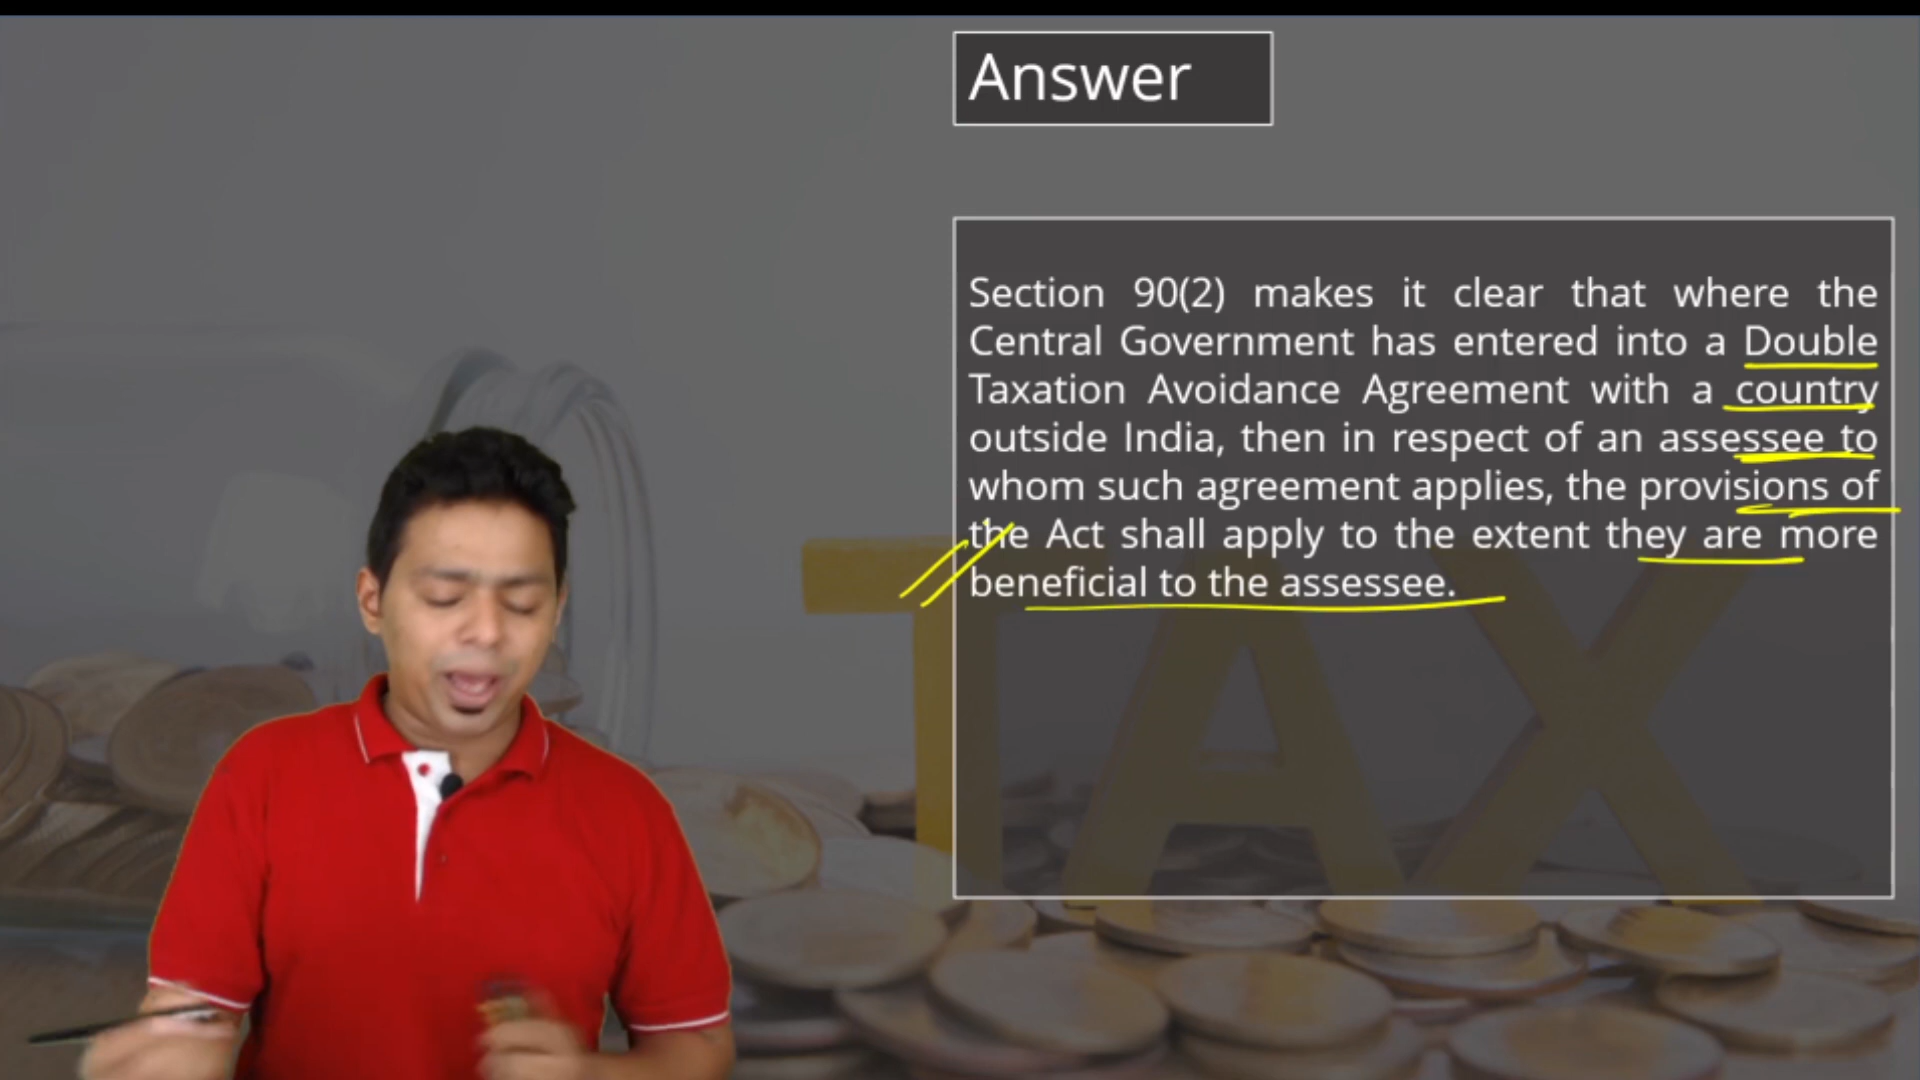 Answer
Section 90(2) makes it clear that where the
Central Government has entered into a Double
Taxation Avoidance Agreement with a country
outside India, then in respect of an assessee to
whom such agreement applies, the provisions of
the Act shall apply to the extent they are more
beneficial to the assessee.
TAX